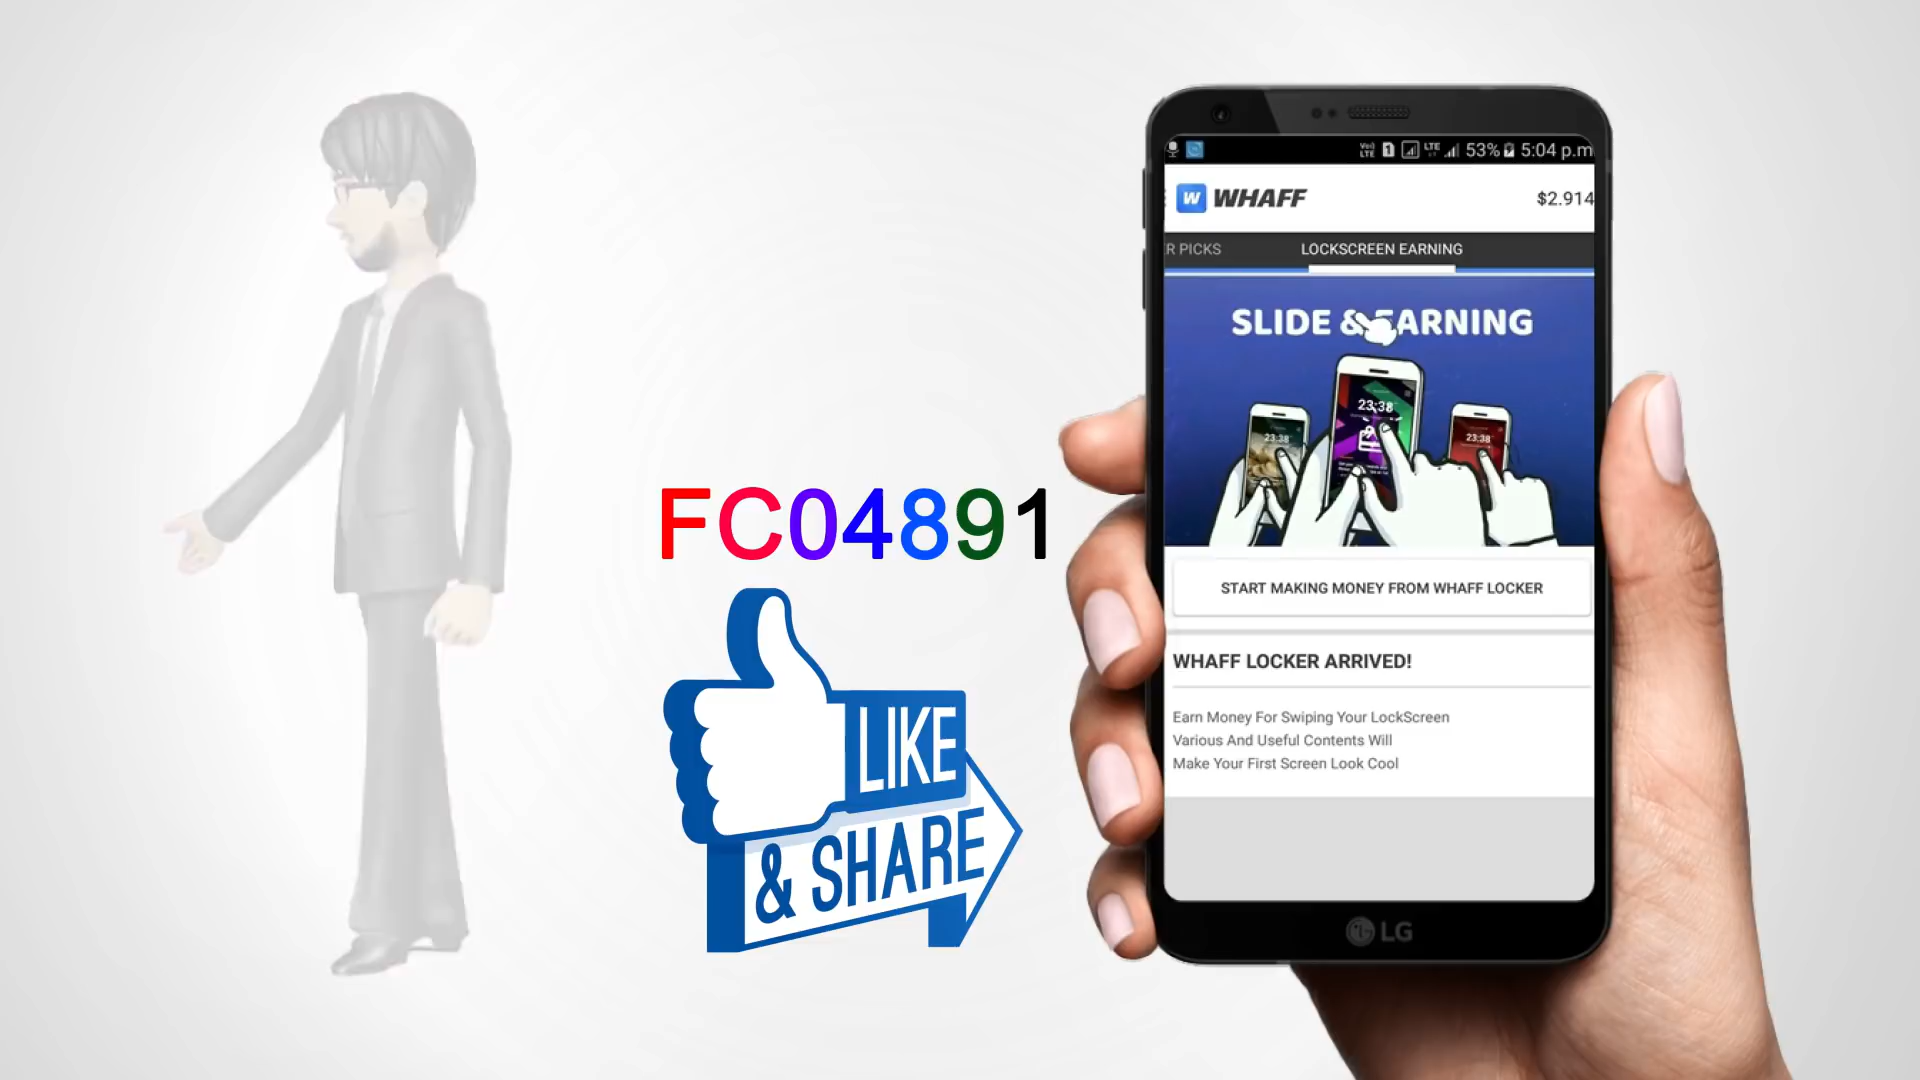 FC04891
LIKE
& SHARE
53% 5:04 p.m
W WHAFF $2.914
R PICKS LOCKSCREEN EARNING
SLIDE & EARNING
23:38
23:38
23:38
START MAKING MONEY FROM WHAFF LOCKER
WHAFF LOCKER ARRIVED!
Earn Money For Swiping Your LockScreen
Various And Useful Contents Will
Make Your First Screen Look Cool
LG